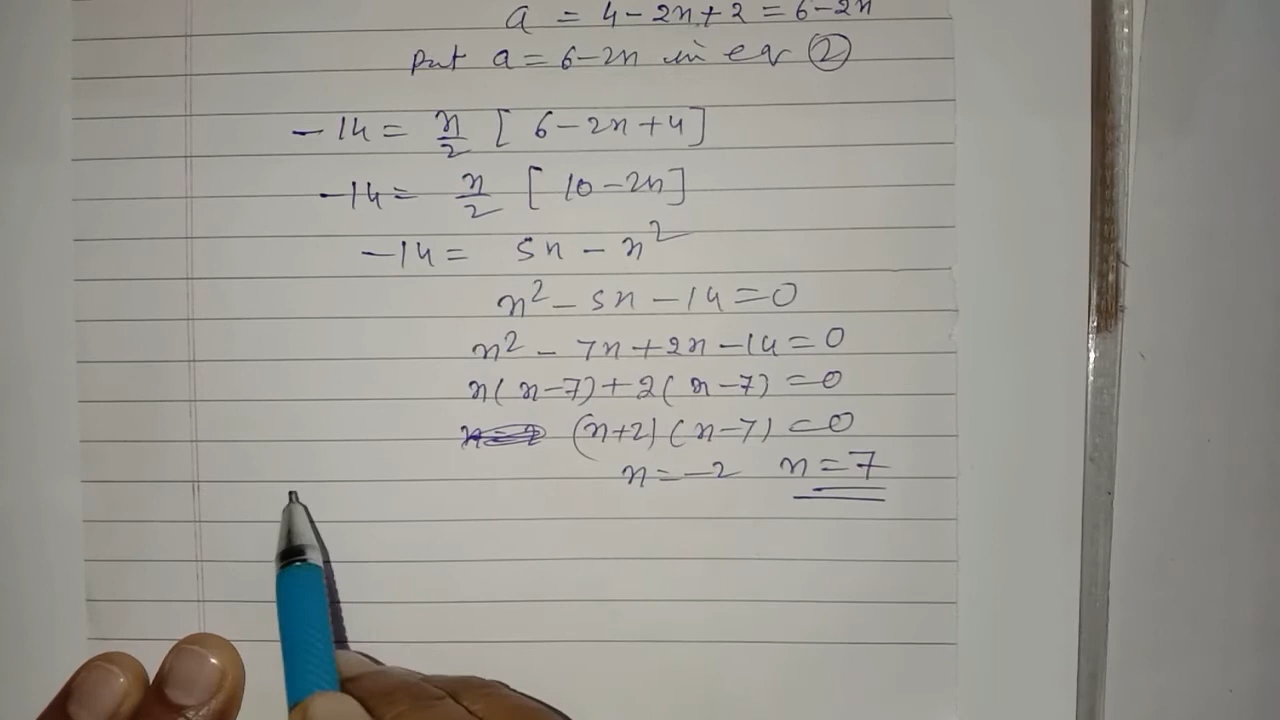 a = 4 - 2n + 2 = 6 - 2n
Put a = 6 - 2n in eq ②
-14 = n/2 [ 6 - 2n + 4 ]
-14 = n/2 [ 10 - 2n ]
-14 = 5n - n²
n² - 5n - 14 = 0
n² - 7n + 2n - 14 = 0
n( n - 7 ) + 2( n - 7 ) = 0
(n+2) ( n - 7 ) = 0
n = -2 n = 7